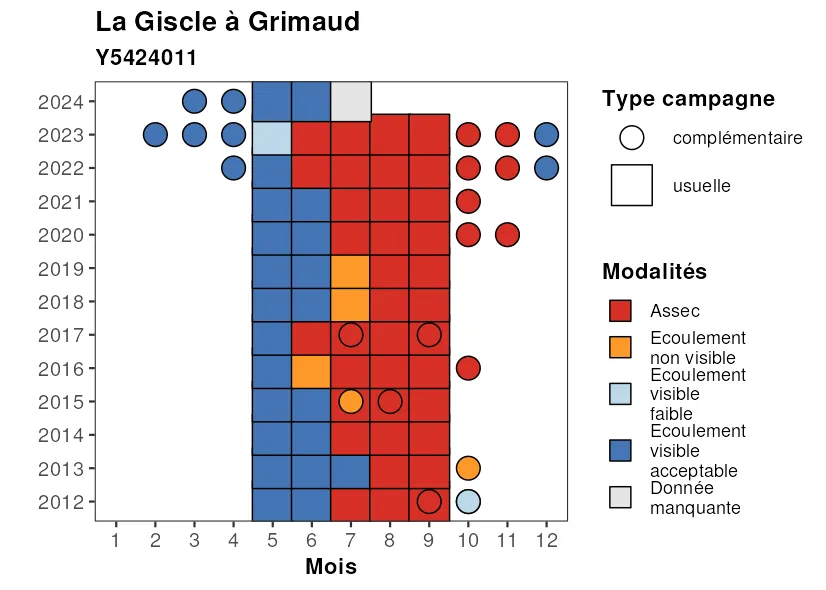 La Giscle à Grimaud
Y5424011
2024
2023
2022
2021
2020
2019
2018
2017
2016
2015
2014
2013
2012
1 2 3 4 5 6 7 8 9 10 11 12
Mois
Type campagne
complémentaire
usuelle
Modalités
Assec
Ecoulement
non visible
Ecoulement
visible
faible
Ecoulement
visible
acceptable
Donnée
manquante